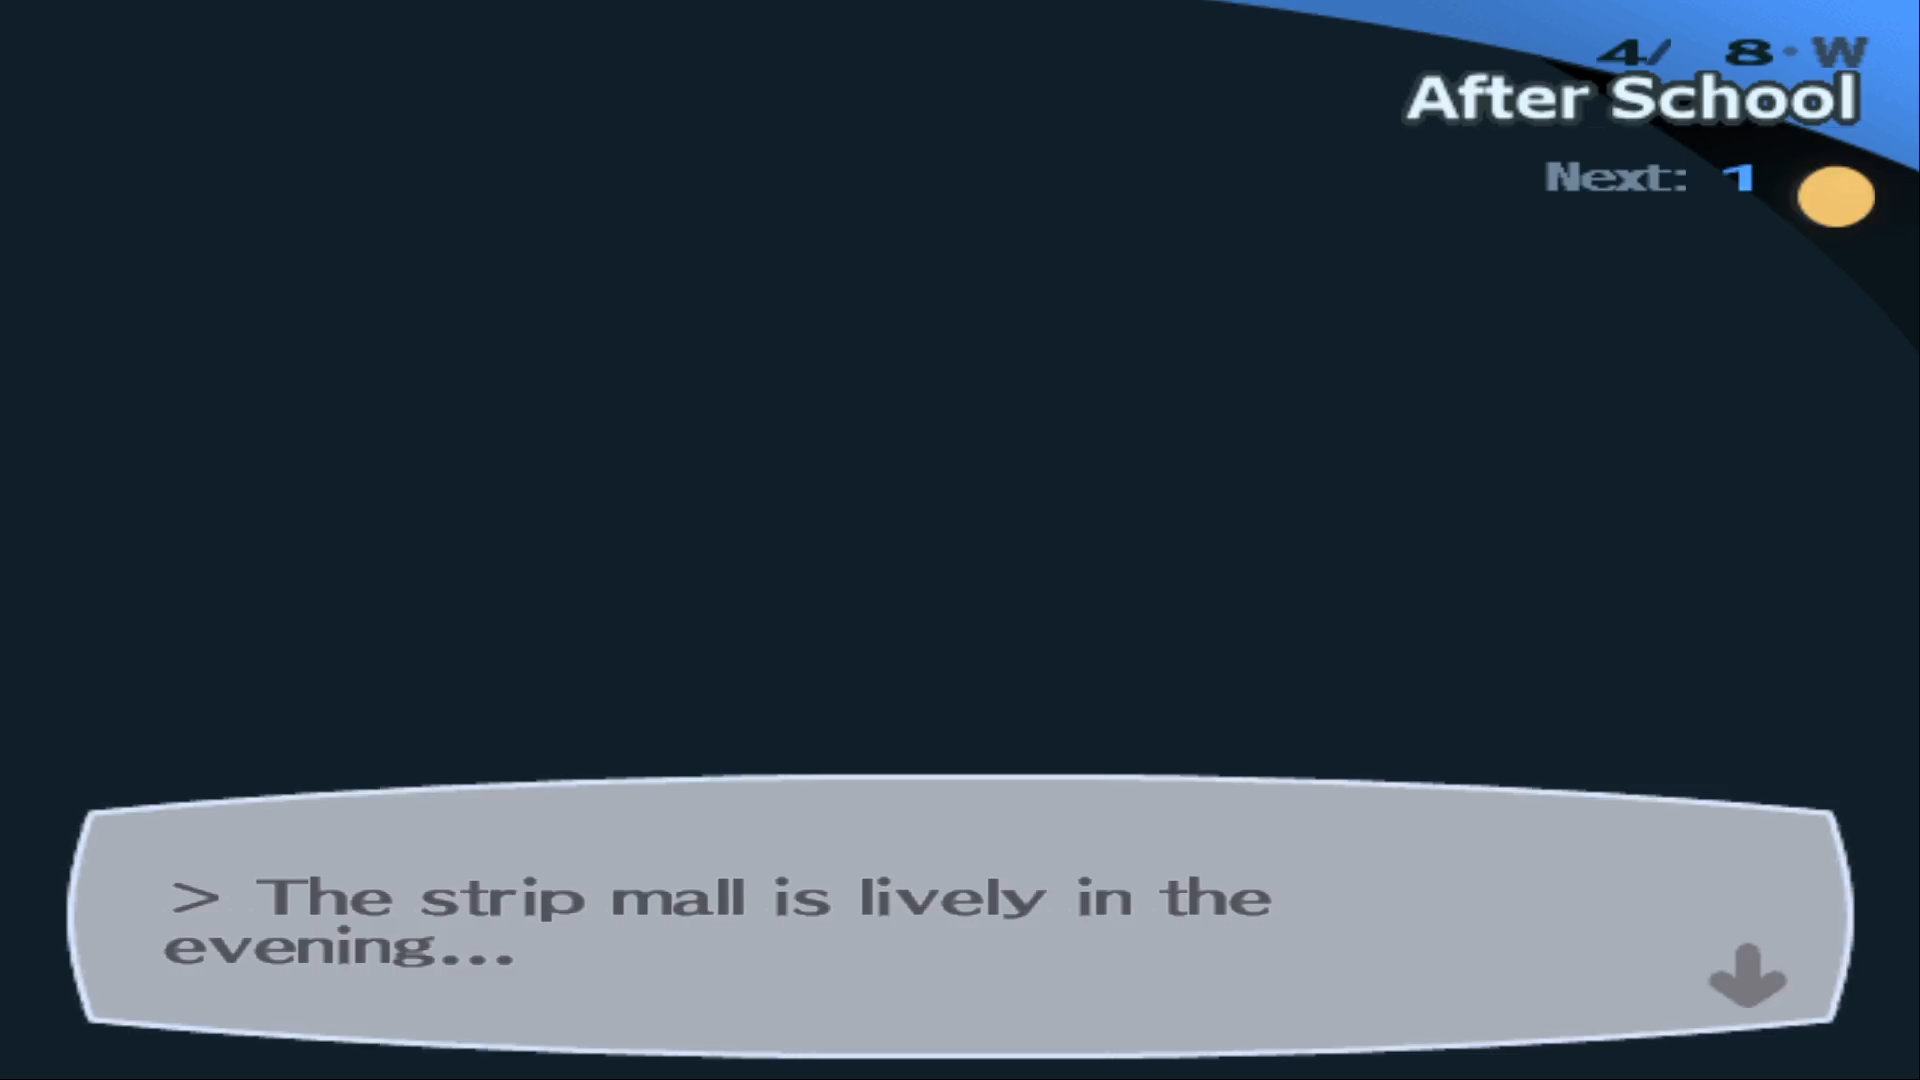 4/ 8・W
After School
Next: 1
> The strip mall is lively in the
evening...